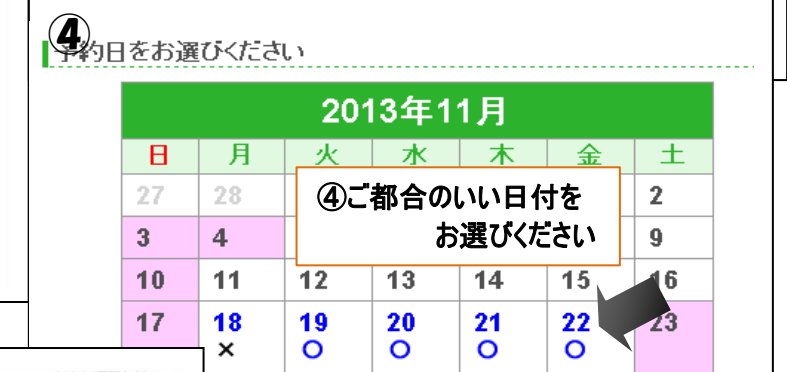 ④
予約日をお選びください
2013年11月
日 月 火 水 木 金 土
27 28 2
④ご都合のいい日付を
お選びください
3 4 9
10 11 12 13 14 15 16
17 18 19 20 21 22 23
× ○ ○ ○ ○